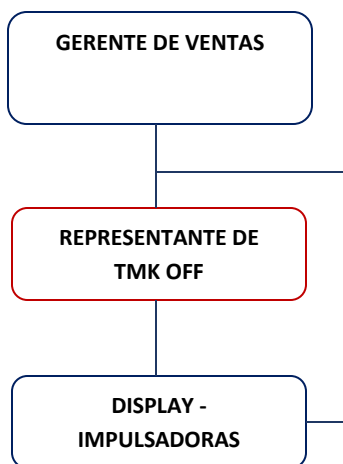 GERENTE DE VENTAS
REPRESENTANTE DE
TMK OFF
DISPLAY -
IMPULSADORAS